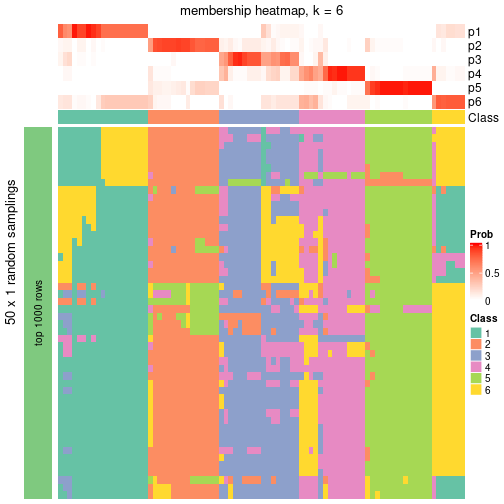 membership heatmap, k = 6
p1
p2
p3
p4
p5
p6
Class
50 x 1 random samplings
top 1000 rows
Prob
1
0.5
0
Class
1
2
3
4
5
6